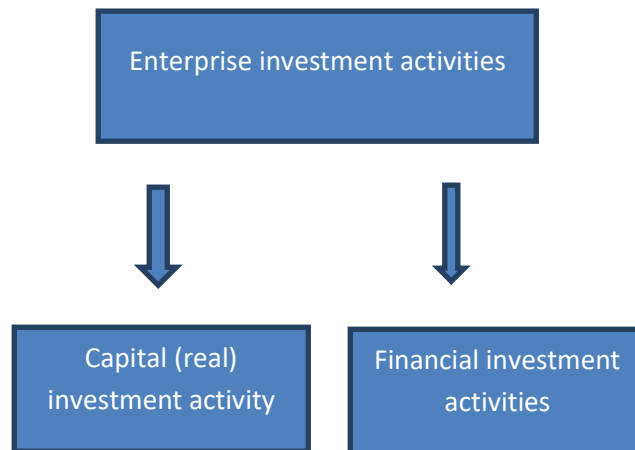 Enterprise investment activities
Capital (real)
investment activity
Financial investment
activities